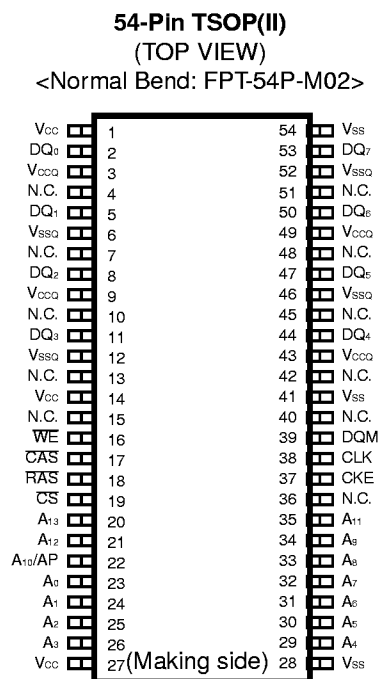 54-Pin TSOP(II)
(TOP VIEW)
<Normal Bend: FPT-54P-M02>
VCC 1 54 VSS
DQ0 2 53 DQ7
VCCQ 3 52 VSSQ
N.C. 4 51 N.C.
DQ1 5 50 DQ6
VSSQ 6 49 VCCQ
N.C. 7 48 N.C.
DQ2 8 47 DQ5
VCCQ 9 46 VSSQ
N.C. 10 45 N.C.
DQ3 11 44 DQ4
VSSQ 12 43 VCCQ
N.C. 13 42 N.C.
VCC 14 41 VSS
N.C. 15 40 N.C.
WE 16 39 DQM
CAS 17 38 CLK
RAS 18 37 CKE
CS 19 36 N.C.
A13 20 35 A11
A12 21 34 A9
A10/AP 22 33 A8
A0 23 32 A7
A1 24 31 A6
A2 25 30 A5
A3 26 29 A4
VCC 27 (Making side) 28 VSS